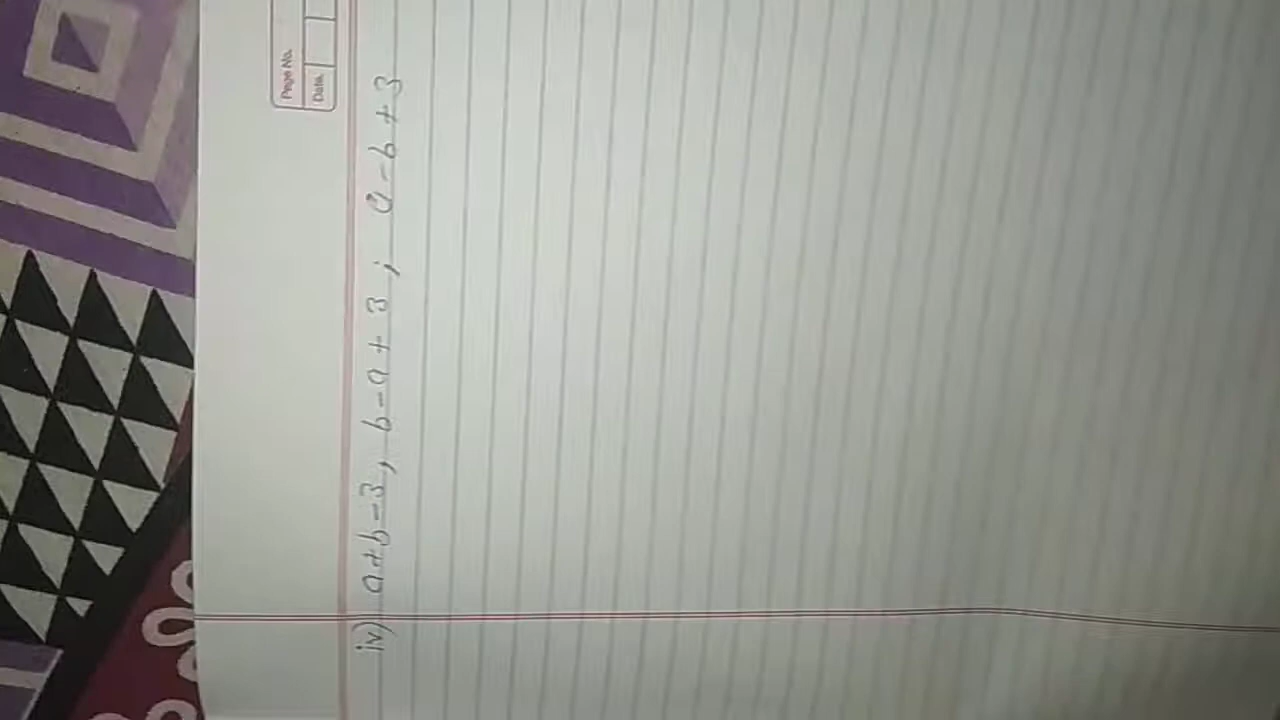 Page No.
Date.
iv) a+b-3, b-a+3, a-b+3